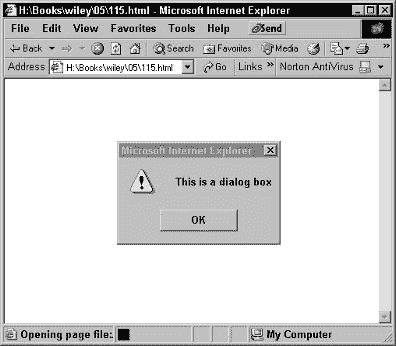 H:\Books\wiley\05\115.html - Microsoft Internet Explorer
File Edit View Favorites Tools Help Send
Back Search Favorites Media
Address H:\Books\wiley\05\115.html Go Links » Norton AntiVirus
Microsoft Internet Explorer
This is a dialog box
OK
Opening page file: My Computer